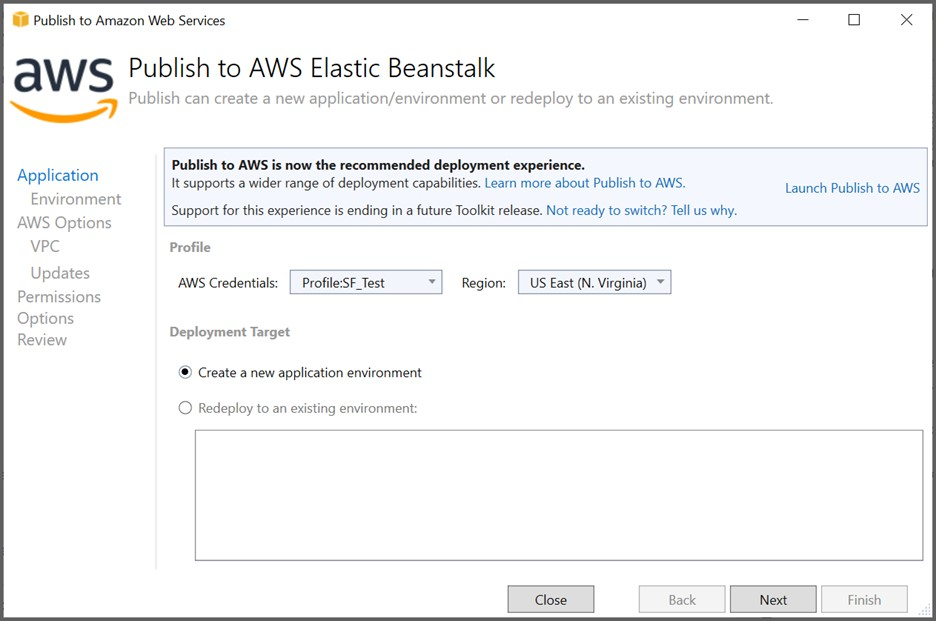 Publish to Amazon Web Services
aws
Publish to AWS Elastic Beanstalk
Publish can create a new application/environment or redeploy to an existing environment.
Application
Environment
AWS Options
VPC
Updates
Permissions
Options
Review
Publish to AWS is now the recommended deployment experience.
It supports a wider range of deployment capabilities. Learn more about Publish to AWS.
Launch Publish to AWS
Support for this experience is ending in a future Toolkit release. Not ready to switch? Tell us why.
Profile
AWS Credentials: Profile:SF_Test Region: US East (N. Virginia)
Deployment Target
Create a new application environment
Redeploy to an existing environment:
Close Back Next Finish